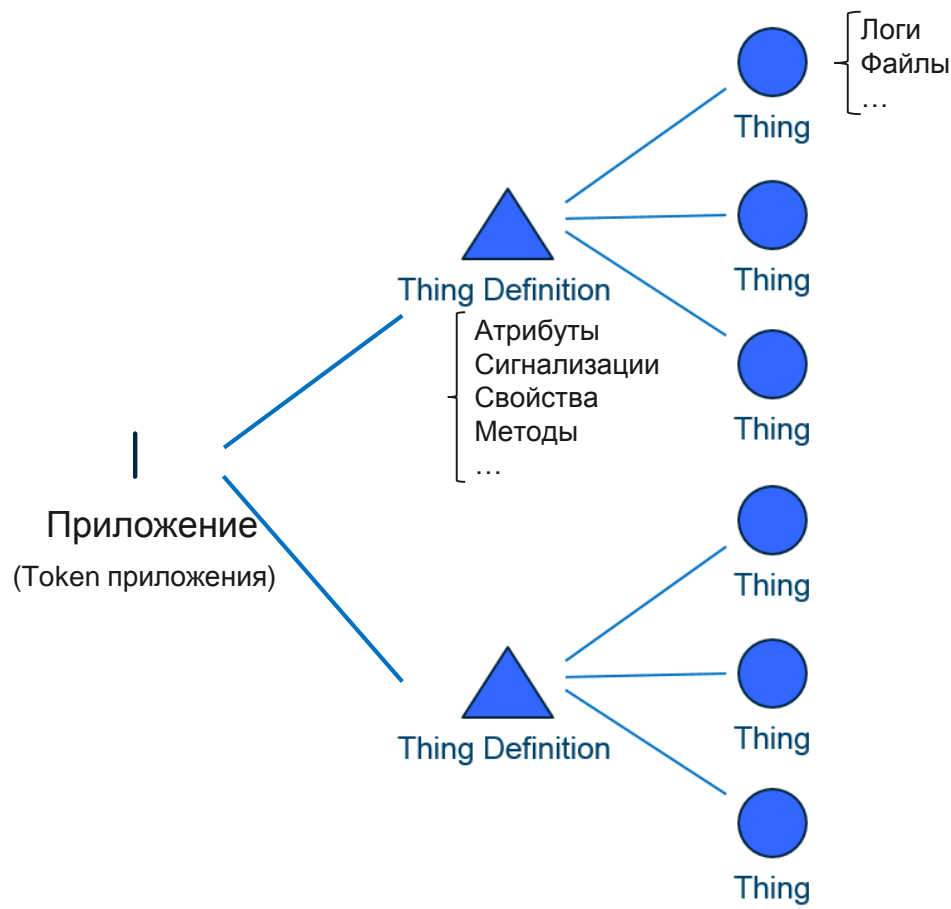 Логи
Файлы
…
Thing
Thing
Thing Definition
Атрибуты
Сигнализации
Свойства
Методы
…
Thing
Приложение
(Token приложения)
Thing
Thing
Thing Definition
Thing